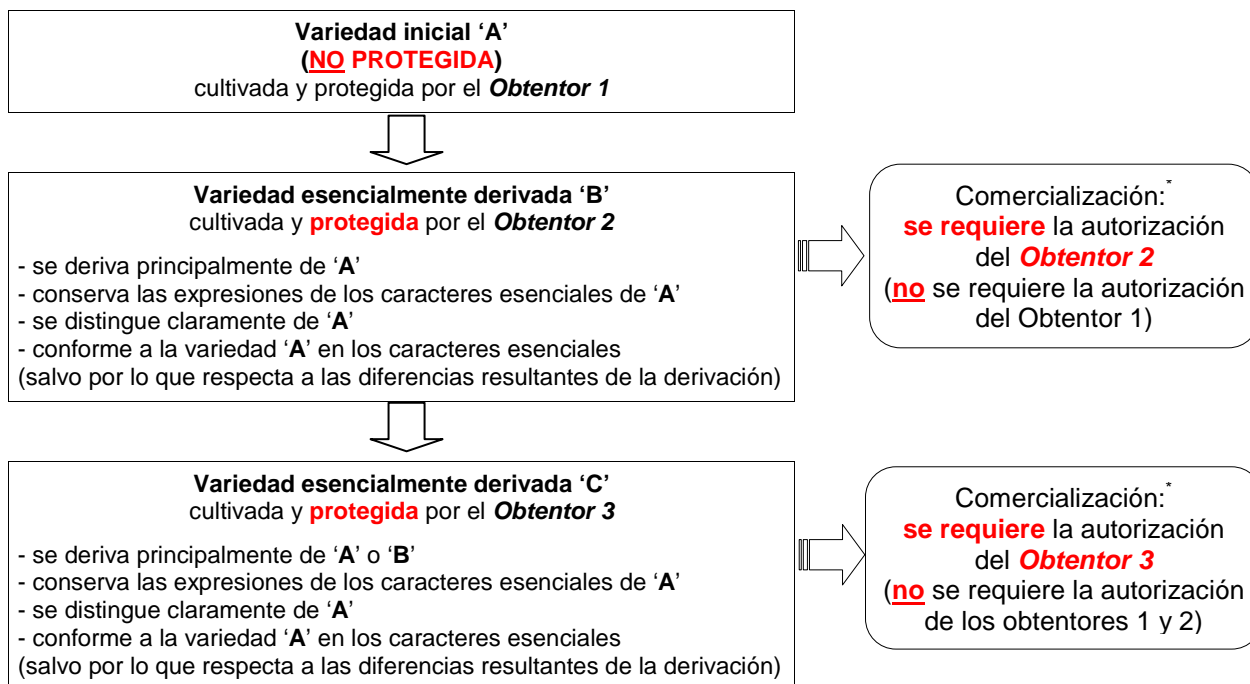 Variedad inicial ‘A’
(NO PROTEGIDA)
cultivada y protegida por el Obtentor 1
Variedad esencialmente derivada ‘B’
cultivada y protegida por el Obtentor 2
- se deriva principalmente de ‘A’
- conserva las expresiones de los caracteres esenciales de ‘A’
- se distingue claramente de ‘A’
- conforme a la variedad ‘A’ en los caracteres esenciales
(salvo por lo que respecta a las diferencias resultantes de la derivación)
Comercialización:*
se requiere la autorización
del Obtentor 2
(no se requiere la autorización
del Obtentor 1)
Variedad esencialmente derivada ‘C’
cultivada y protegida por el Obtentor 3
- se deriva principalmente de ‘A’ o ‘B’
- conserva las expresiones de los caracteres esenciales de ‘A’
- se distingue claramente de ‘A’
- conforme a la variedad ‘A’ en los caracteres esenciales
(salvo por lo que respecta a las diferencias resultantes de la derivación)
Comercialización:*
se requiere la autorización
del Obtentor 3
(no se requiere la autorización
de los obtentores 1 y 2)